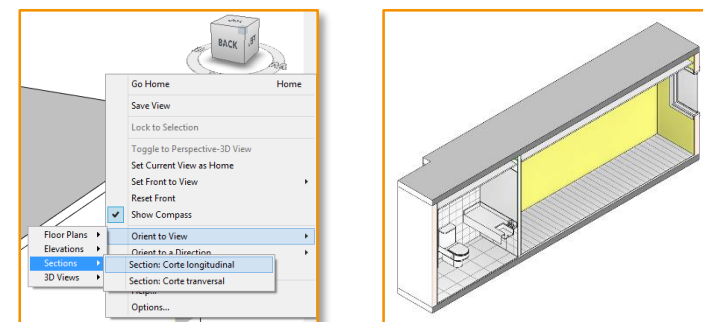 BACK
Go Home Home
Save View
Lock to Selection
Toggle to Perspective-3D View
Set Current View as Home
Set Front to View
Reset Front
Show Compass
Floor Plans
Orient to View
Elevations
Orient to a Direction
Sections
Section: Corte longitudinal
3D Views
Section: Corte tranversal
Help...
Options...